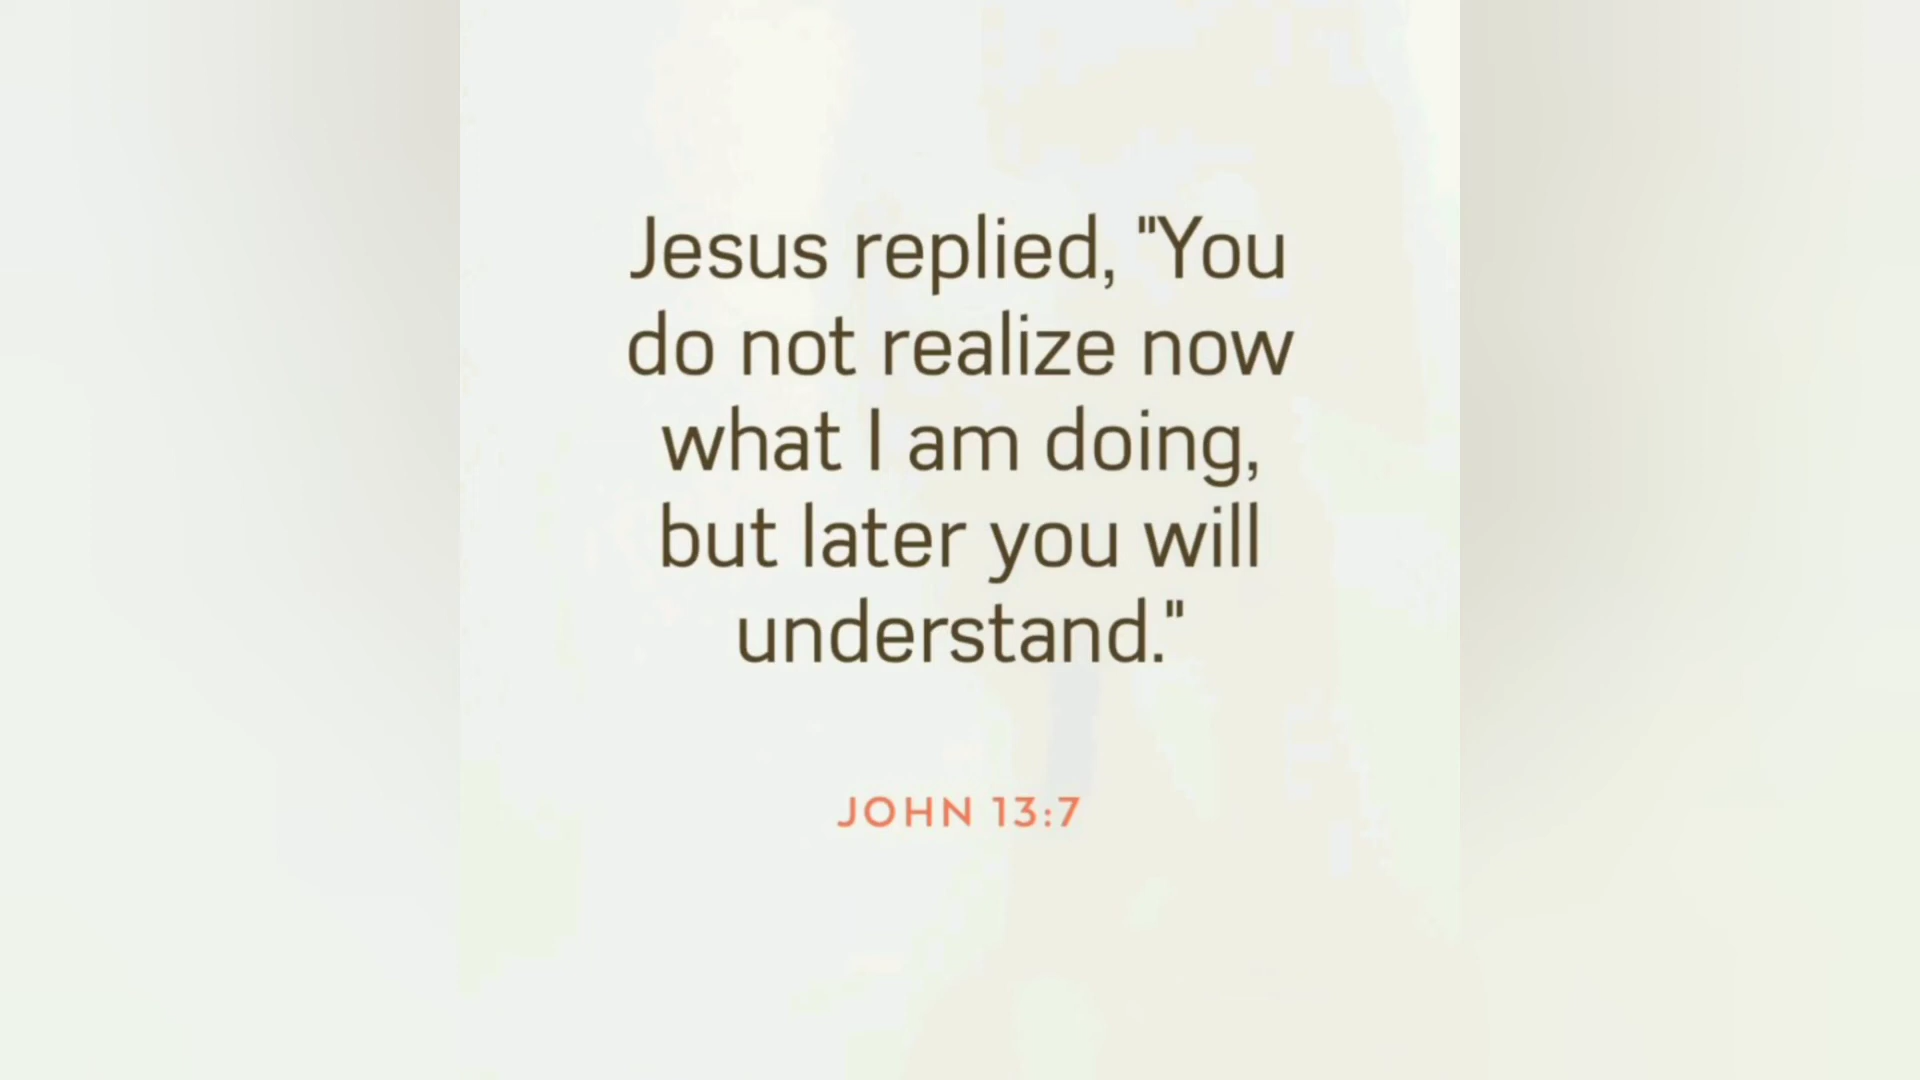 Jesus replied, "You
do not realize now
what I am doing,
but later you will
understand."
JOHN 13:7